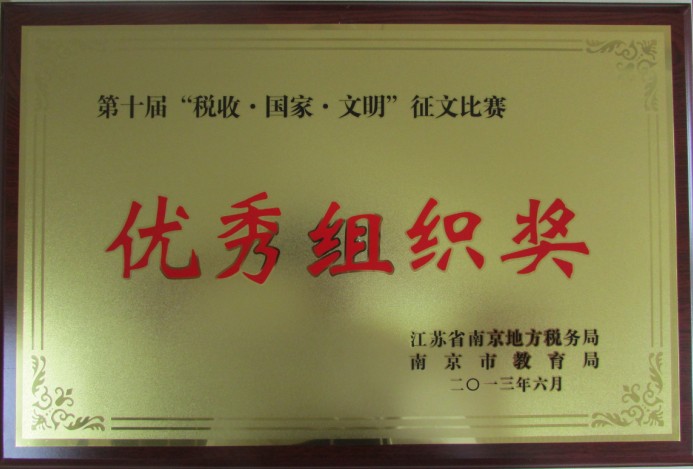 第十届“税收·国家·文明”征文比赛
优秀组织奖
江苏省南京地方税务局
南京市教育局
二〇一三年六月